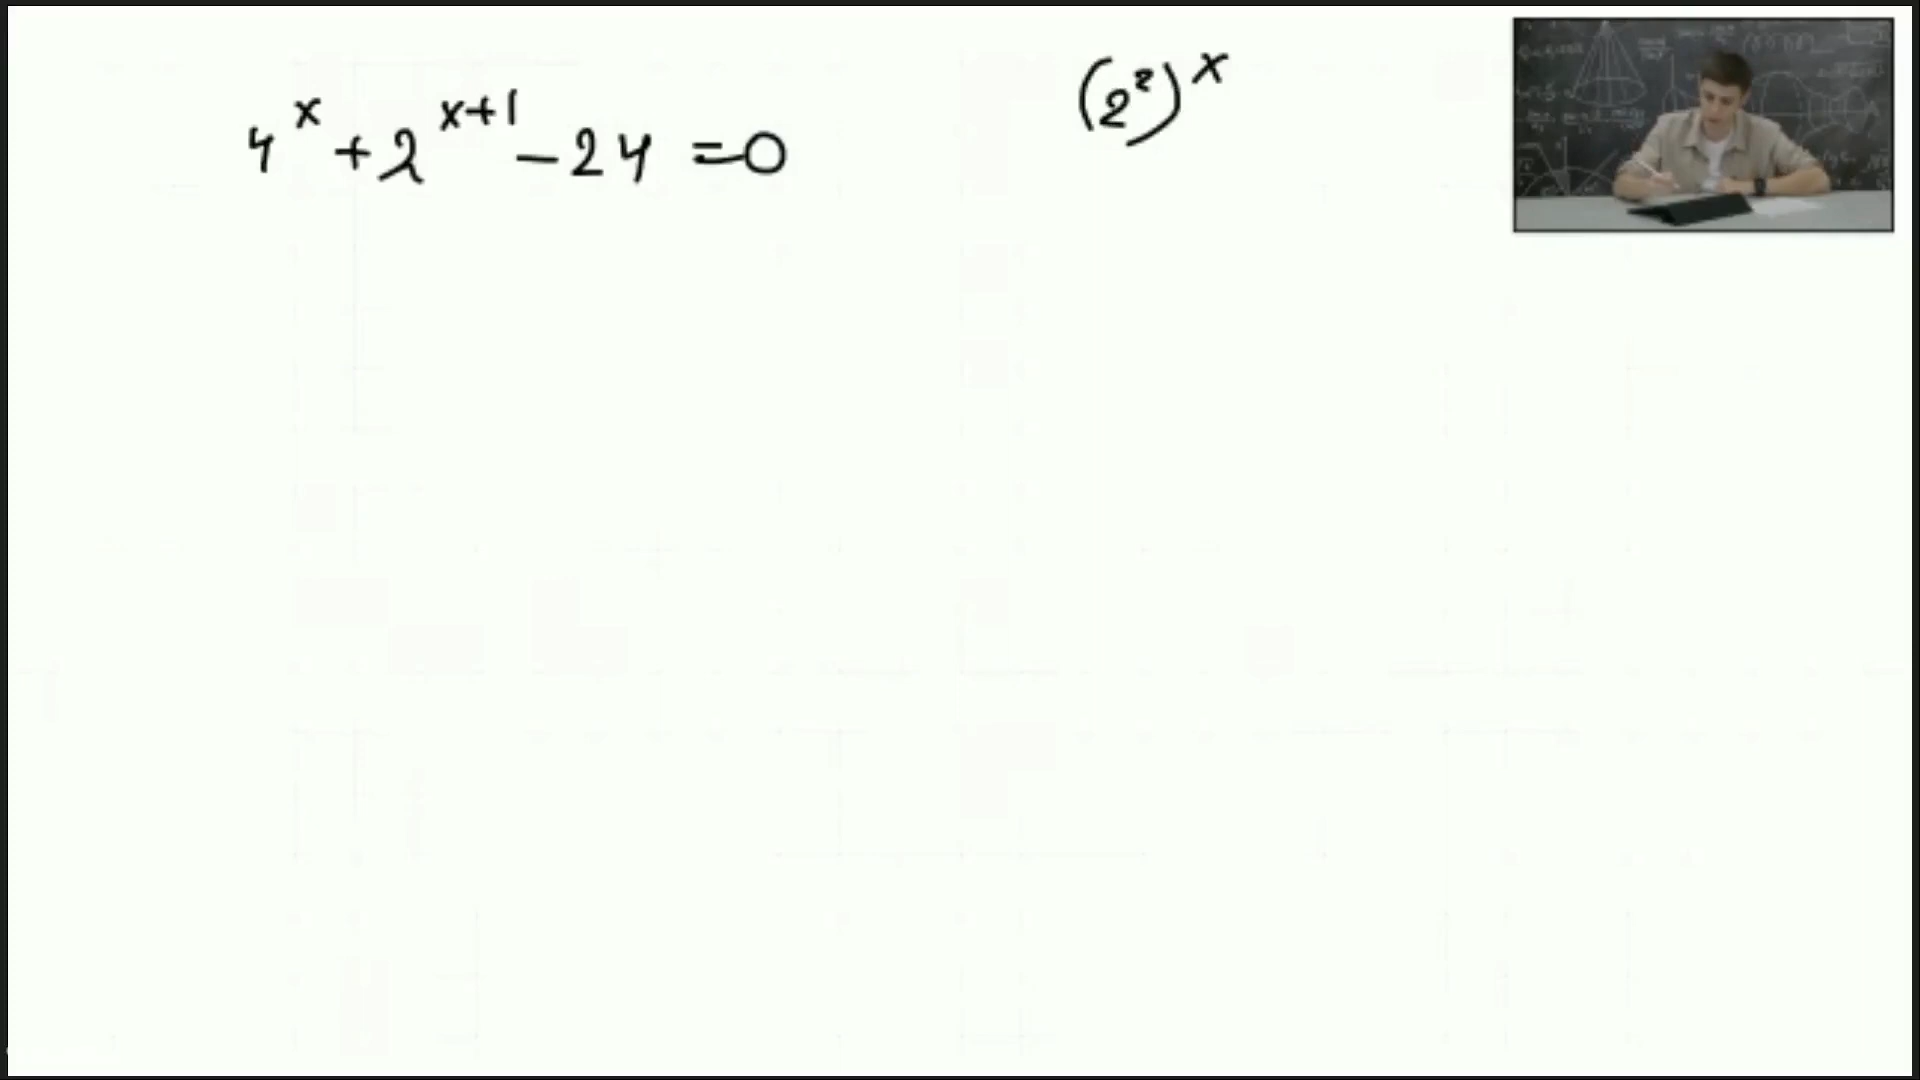 4^x + 2^{x+1} - 24 = 0
(2^2)^x